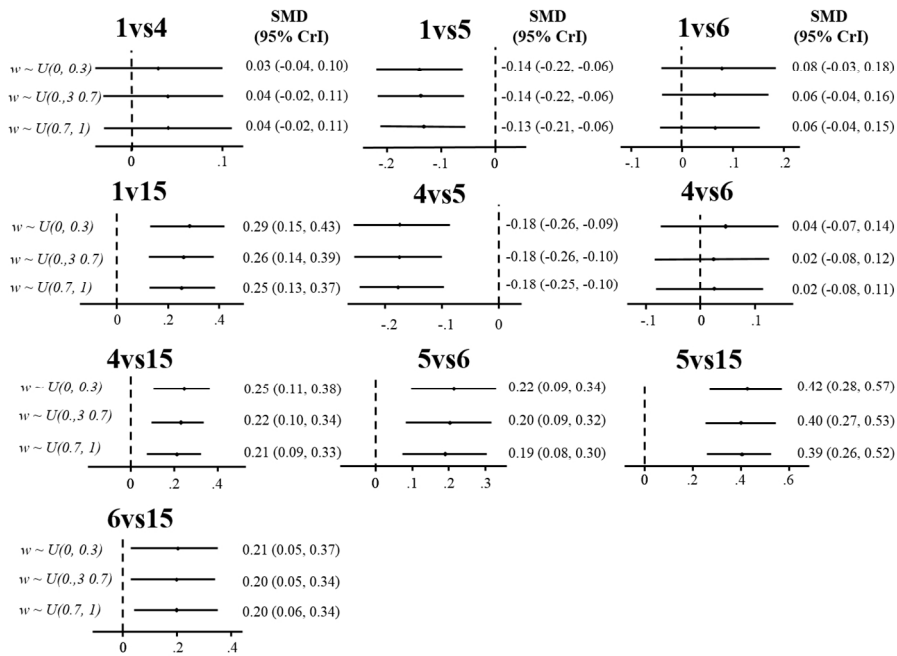 1vs4 SMD (95% CrI) 1vs5 SMD (95% CrI) 1vs6 SMD (95% CrI)
w ~ U(0, 0.3) 0.03 (-0.04, 0.10) -0.14 (-0.22, -0.06) 0.08 (-0.03, 0.18)
w ~ U(0.,3 0.7) 0.04 (-0.02, 0.11) -0.14 (-0.22, -0.06) 0.06 (-0.04, 0.16)
w ~ U(0.7, 1) 0.04 (-0.02, 0.11) -0.13 (-0.21, -0.06) 0.06 (-0.04, 0.15)
0 .1 -.2 -.1 0 -.1 0 .1 .2
1v15 4vs5 4vs6
w ~ U(0, 0.3) 0.29 (0.15, 0.43) -0.18 (-0.26, -0.09) 0.04 (-0.07, 0.14)
w ~ U(0.,3 0.7) 0.26 (0.14, 0.39) -0.18 (-0.26, -0.10) 0.02 (-0.08, 0.12)
w ~ U(0.7, 1) 0.25 (0.13, 0.37) -0.18 (-0.25, -0.10) 0.02 (-0.08, 0.11)
0 .2 .4 -.2 -.1 0 -.1 0 .1
4vs15 5vs6 5vs15
w ~ U(0, 0.3) 0.25 (0.11, 0.38) 0.22 (0.09, 0.34) 0.42 (0.28, 0.57)
w ~ U(0.,3 0.7) 0.22 (0.10, 0.34) 0.20 (0.09, 0.32) 0.40 (0.27, 0.53)
w ~ U(0.7, 1) 0.21 (0.09, 0.33) 0.19 (0.08, 0.30) 0.39 (0.26, 0.52)
0 .2 .4 0 .1 .2 .3 0 .2 .4 .6
6vs15
w ~ U(0, 0.3) 0.21 (0.05, 0.37)
w ~ U(0.,3 0.7) 0.20 (0.05, 0.34)
w ~ U(0.7, 1) 0.20 (0.06, 0.34)
0 .2 .4